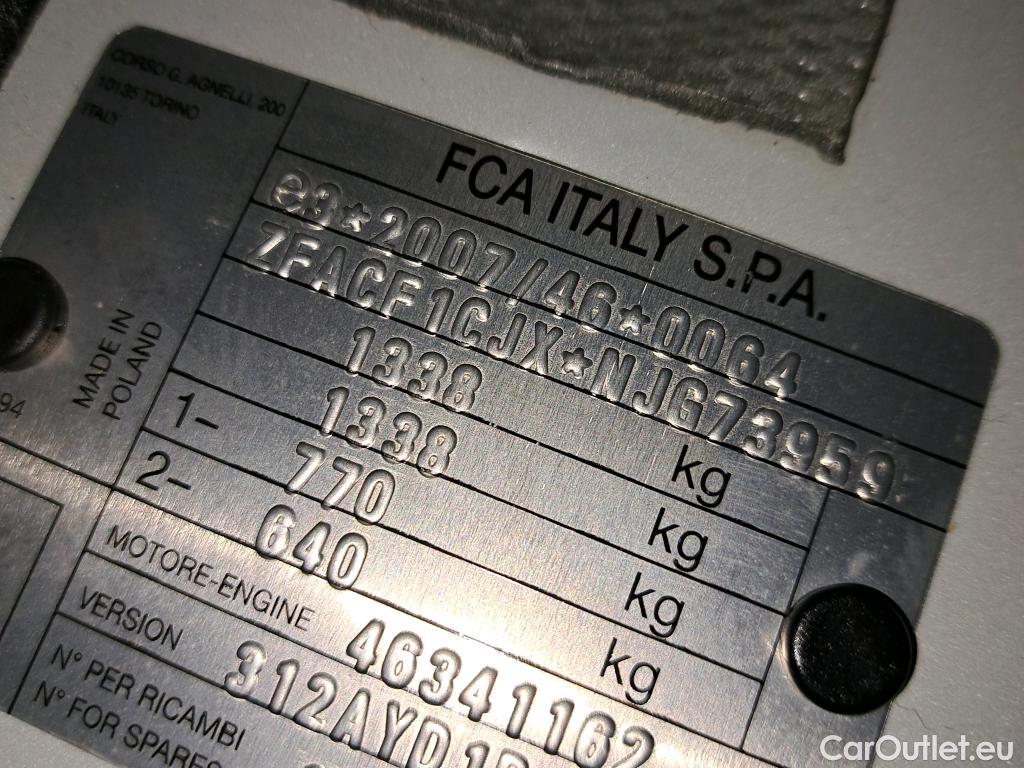 CORSO G. AGNELLI, 200
10135 TORINO
ITALY
FCA ITALY S.P.A.
e3*2007/46*0064
ZFACF1CJX*NJG73959
1338 kg
1338 kg
1- 770 kg
2- 640 kg
MADE IN
POLAND
94
MOTORE-ENGINE 46341162
VERSION 312AYD1
N° PER RICAMBI
N° FOR SPARES
CarOutlet.eu